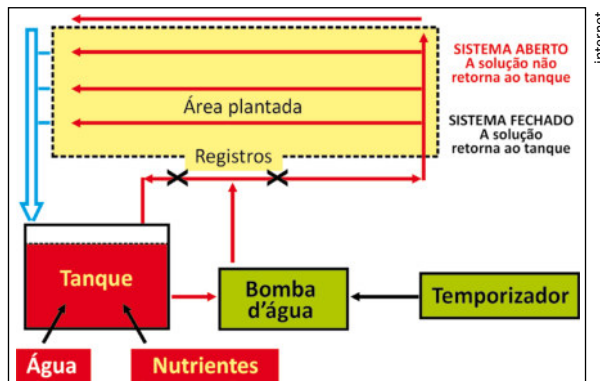 internet
SISTEMA ABERTO
A solução não
retorna ao tanque
Área plantada
SISTEMA FECHADO
A solução
retorna ao tanque
Registros
Tanque
Bomba
d'água
Temporizador
Água
Nutrientes